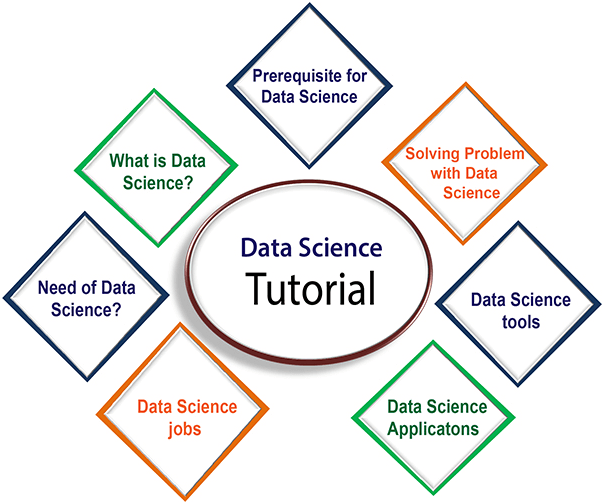 Prerequisite for
Data Science
What is Data
Science?
Solving Problem
with Data
Science
Data Science
Tutorial
Need of Data
Science?
Data Science
tools
Data Science
jobs
Data Science
Applicatons